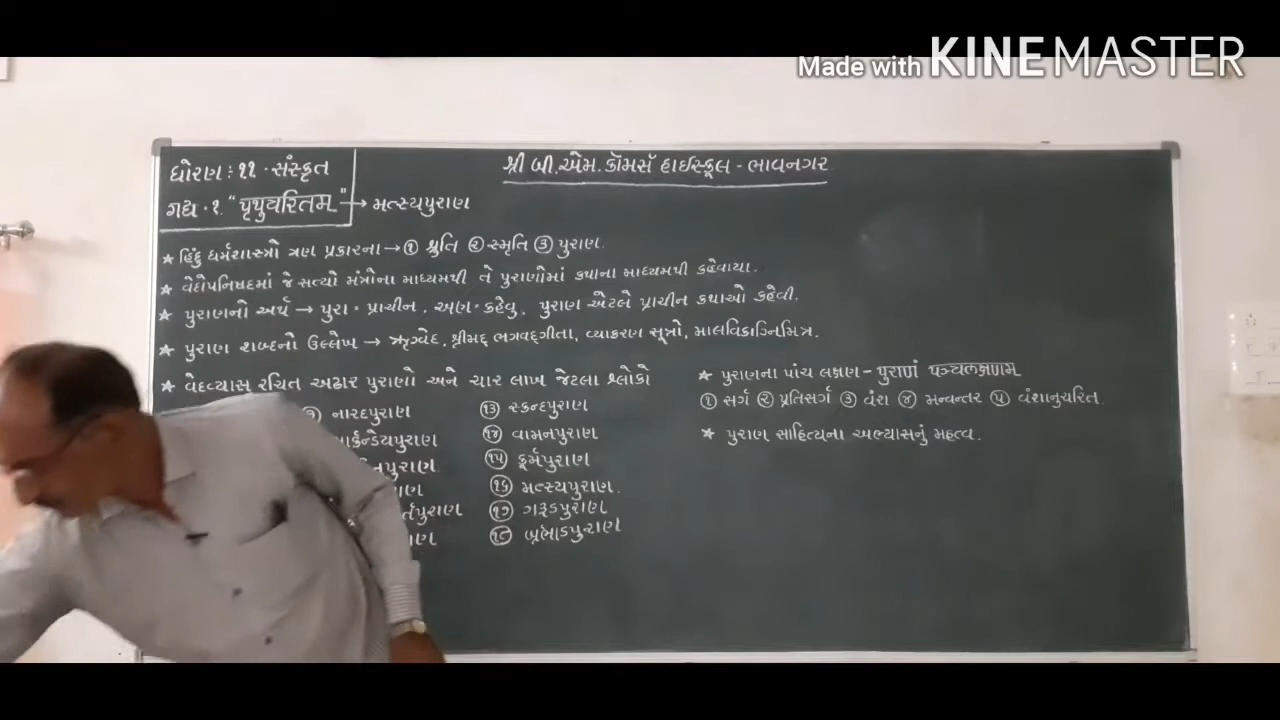 Made with KINEMASTER
શ્રી બી.એમ. કૉમર્સ હાઈસ્કૂલ - ભાવનગર
ધોરણ : ૧૧ · સંસ્કૃત
ગદ્ય · ૧. "પૃથુચરિતમ્" → મત્સ્યપુરાણ
★ હિંદુ ધર્મશાસ્ત્રો ત્રણ પ્રકારના → ① શ્રુતિ ② સ્મૃતિ ③ પુરાણ.
★ વેદોપનિષદમાં જે સત્યો મંત્રોના માધ્યમથી તે પુરાણોમાં કથાના માધ્યમથી કહેવાયા.
★ પુરાણનો અર્થ → પુરા = પ્રાચીન, અણ = કહેવુ, પુરાણ એટલે પ્રાચીન કથાઓ કહેવી.
★ પુરાણ શબ્દનો ઉલ્લેખ → ઋગ્વેદ, શ્રીમદ્ ભગવદ્ગીતા, વ્યાકરણ સૂત્રો, માલવિકાગ્નિમિત્ર.
★ વેદવ્યાસ રચિત અઢાર પુરાણો અને ચાર લાખ જેટલા શ્લોકો
નારદપુરાણ
ર્કન્ડેયપુરાણ
પુરાણ
ાણ
ર્તપુરાણ
ાણ
⑬ સ્કન્દપુરાણ
⑭ વામનપુરાણ
⑮ કૂર્મપુરાણ
⑯ મત્સ્યપુરાણ.
⑰ ગરૂડપુરાણ
⑱ બ્રહ્માંડપુરાણ
★ પુરાણના પાંચ લક્ષણ - પુરાણં પઞ્ચલક્ષણમ્
① સર્ગ ② પ્રતિસર્ગ ③ વંશ ④ મન્વન્તર ⑤ વંશાનુચરિત.
★ પુરાણ સાહિત્યના અભ્યાસનું મહત્વ.